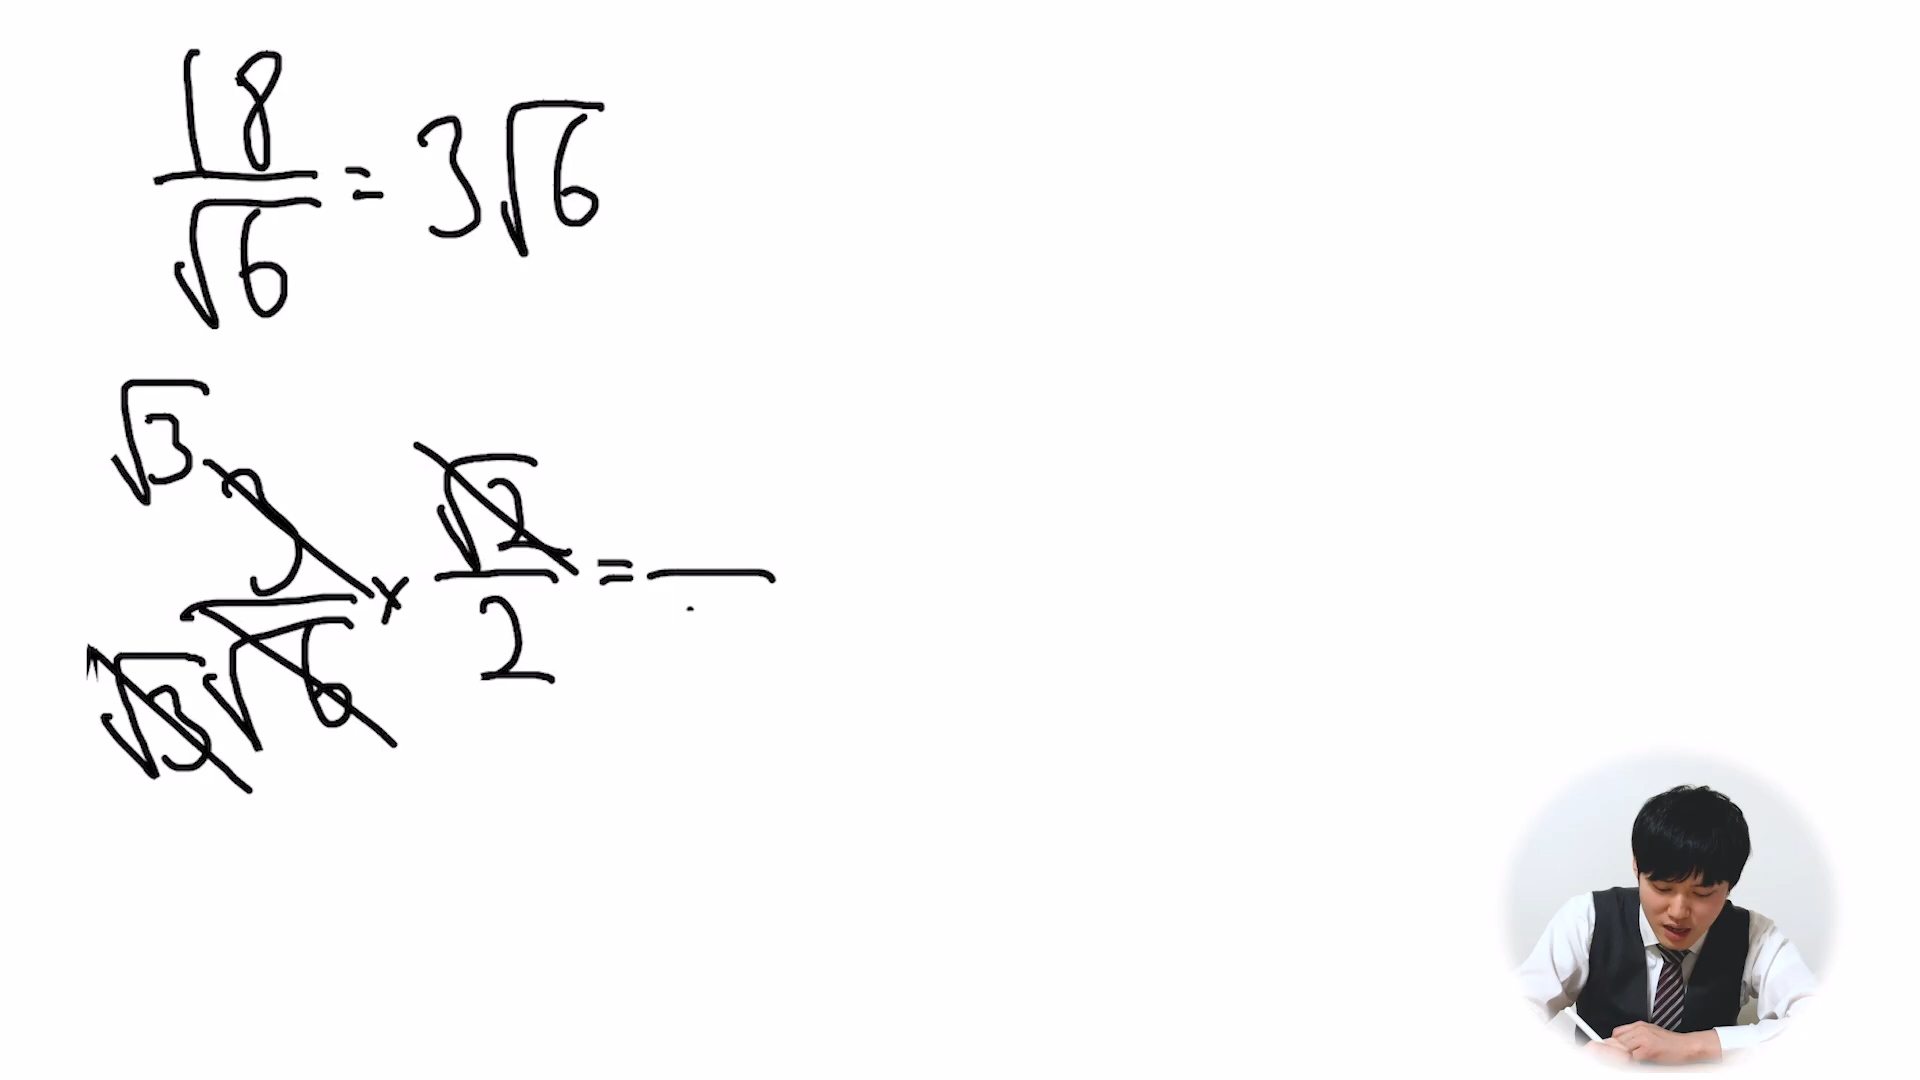 18/√6 = 3√6
√3
3/√6 × √2/2 =
√3